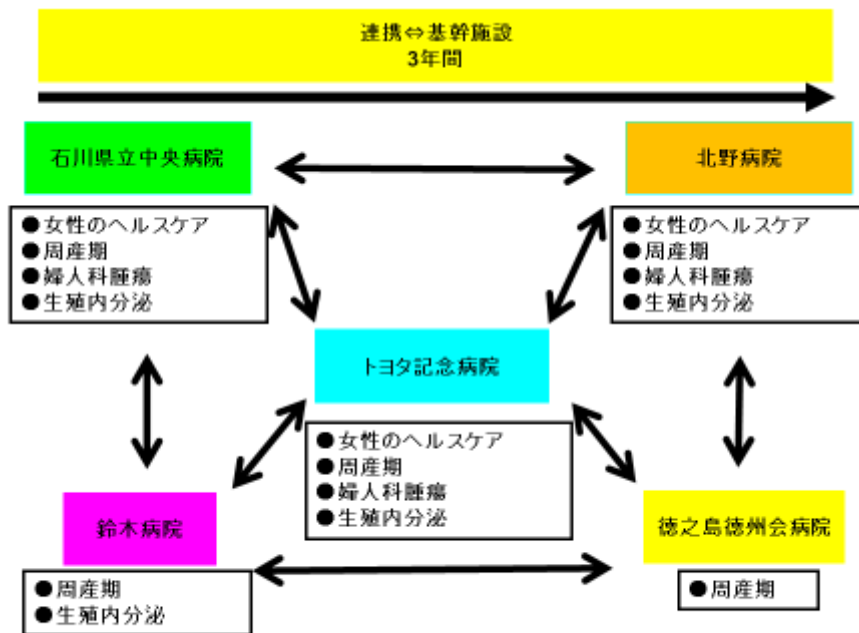 連携⇔基幹施設
3年間
石川県立中央病院
北野病院
●女性のヘルスケア
●周産期
●婦人科腫瘍
●生殖内分泌
●女性のヘルスケア
●周産期
●婦人科腫瘍
●生殖内分泌
トヨタ記念病院
●女性のヘルスケア
●周産期
●婦人科腫瘍
●生殖内分泌
鈴木病院
徳之島徳州会病院
●周産期
●生殖内分泌
●周産期